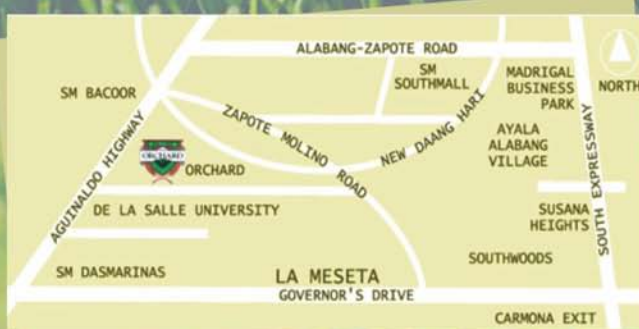 ALABANG-ZAPOTE ROAD
SM
SOUTHMALL
MADRIGAL
BUSINESS
PARK
NORTH
SM BACOOR
ZAPOTE MOLINO ROAD
NEW DAANG HARI
AYALA
ALABANG
VILLAGE
AGUINALDO HIGHWAY
ORCHARD
ORCHARD
SOUTH EXPRESSWAY
DE LA SALLE UNIVERSITY
SUSANA
HEIGHTS
SM DASMARINAS
LA MESETA
SOUTHWOODS
GOVERNOR'S DRIVE
CARMONA EXIT